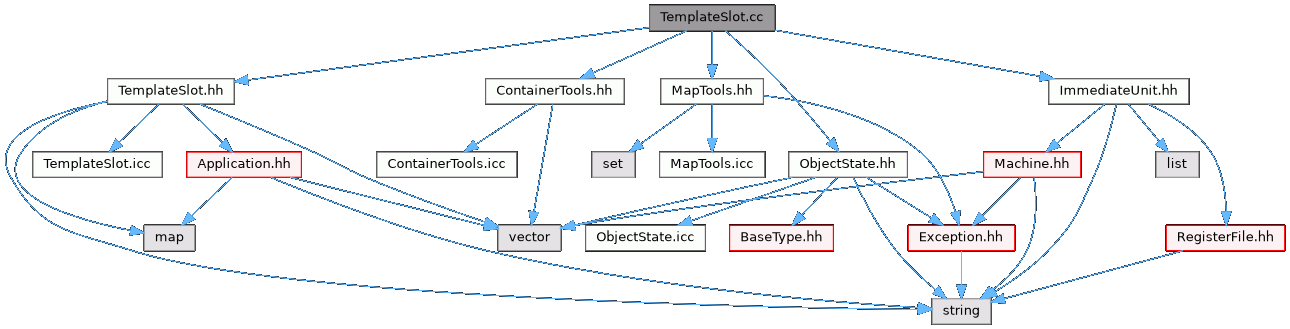 TemplateSlot.cc
TemplateSlot.hh
ContainerTools.hh
MapTools.hh
ImmediateUnit.hh
TemplateSlot.icc
Application.hh
ContainerTools.icc
set
MapTools.icc
ObjectState.hh
Machine.hh
list
map
vector
ObjectState.icc
BaseType.hh
Exception.hh
RegisterFile.hh
string